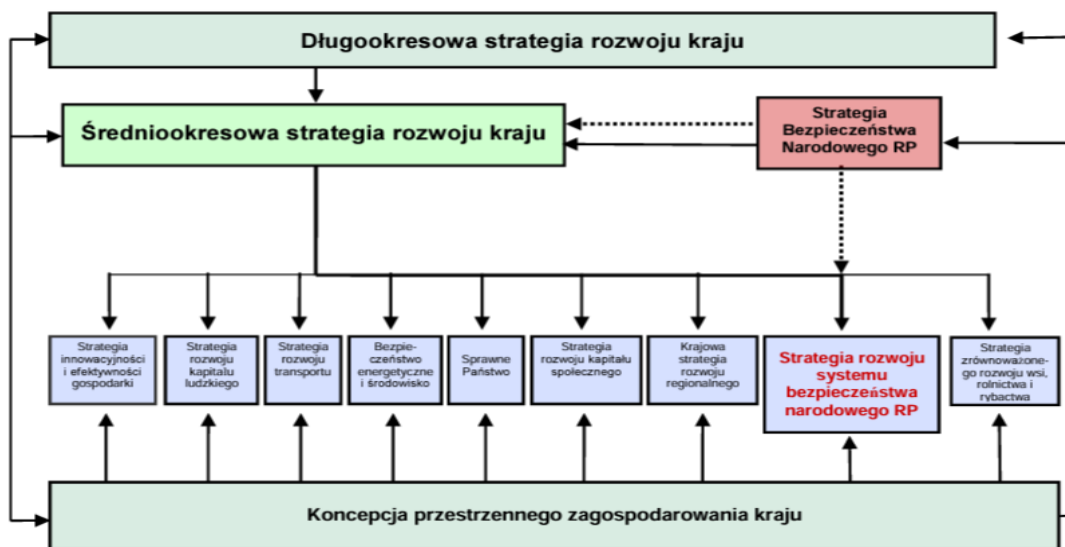 Długookresowa strategia rozwoju kraju
Średniookresowa strategia rozwoju kraju
Strategia
Bezpieczeństwa
Narodowego RP
Strategia
innowacyjności
i efektywności
gospodarki
Strategia
rozwoju
kapitału
ludzkiego
Strategia
rozwoju
transportu
Bezpie-
czeństwo
energetyczne
i środowisko
Sprawne
Państwo
Strategia
rozwoju kapitału
społecznego
Krajowa
strategia
rozwoju
regionalnego
Strategia rozwoju
systemu
bezpieczeństwa
narodowego RP
Strategia
zrównoważone-
go rozwoju wsi,
rolnictwa i
rybactwa
Koncepcja przestrzennego zagospodarowania kraju